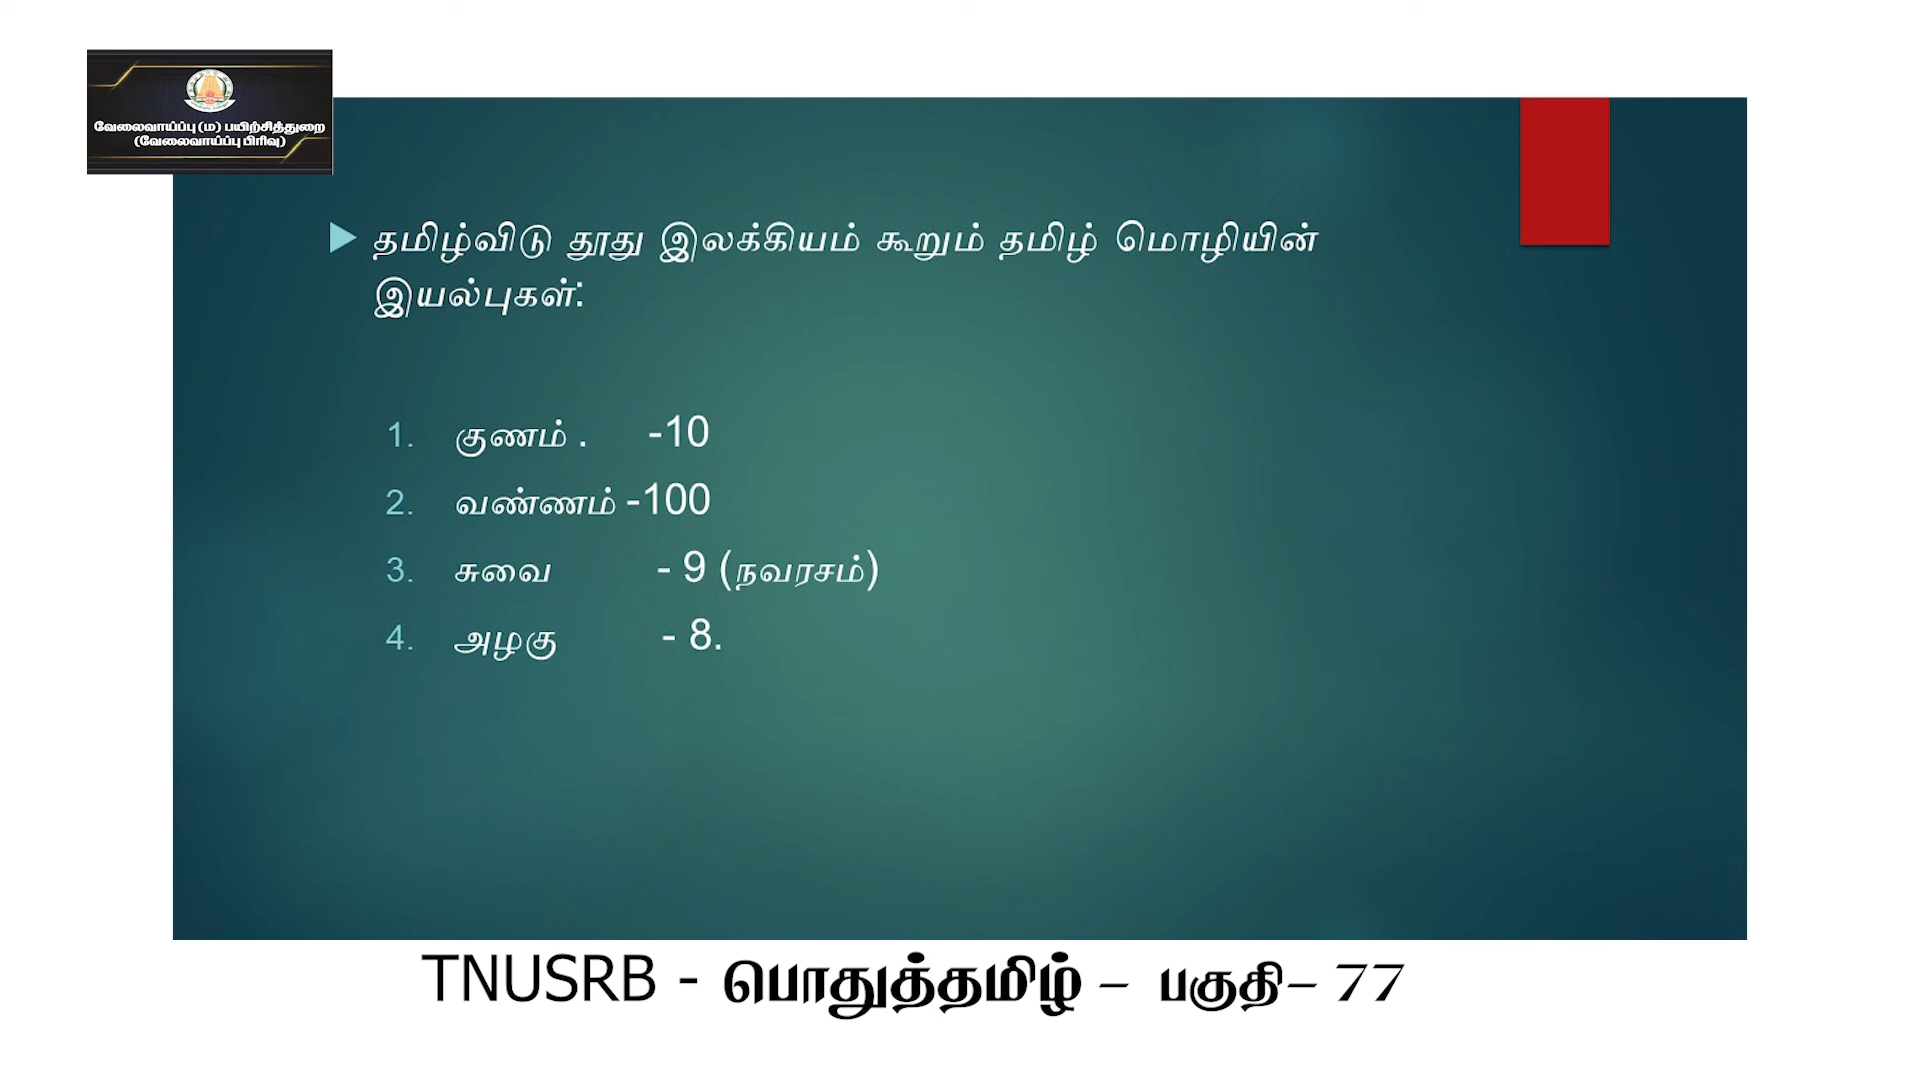 வேலைவாய்ப்பு (ம) பயிற்சித்துறை
(வேலைவாய்ப்பு பிரிவு)
தமிழ்விடு தூது இலக்கியம் கூறும் தமிழ் மொழியின்
இயல்புகள்:
1. குணம் . -10
2. வண்ணம் -100
3. சுவை - 9 (நவரசம்)
4. அழகு - 8.
TNUSRB - பொதுத்தமிழ் – பகுதி– 77